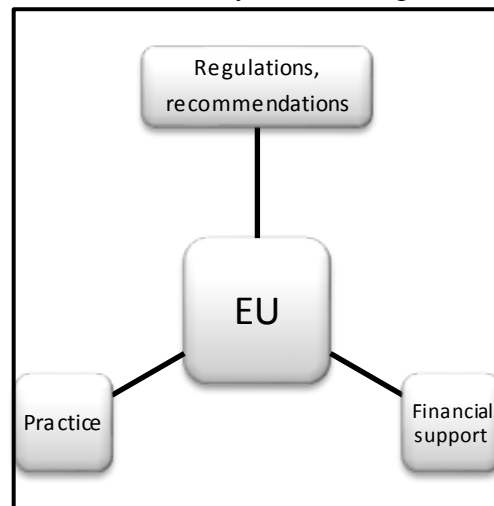 Regulations,
recommendations
EU
Practice
Financial
support